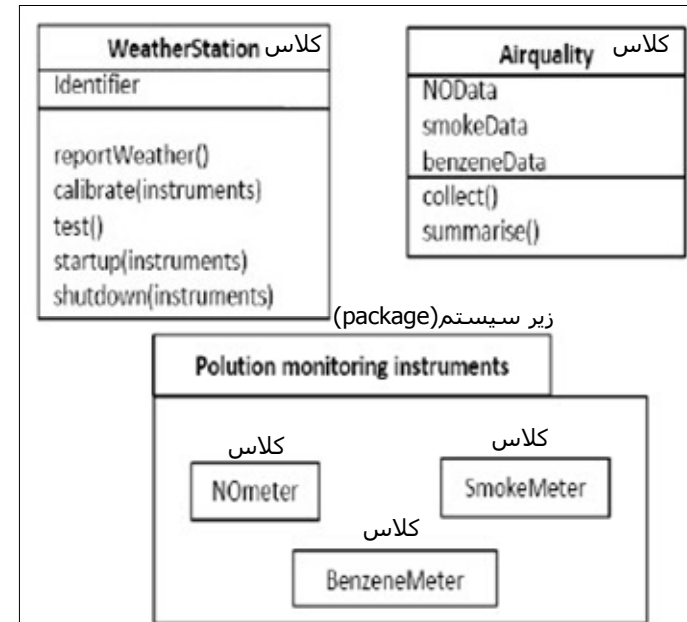 WeatherStation کلاس
Identifier
reportWeather()
calibrate(instruments)
test()
startup(instruments)
shutdown(instruments)
Airquality کلاس
NOData
smokeData
benzeneData
collect()
summarise()
زیر سیستم(package)
Polution monitoring instruments
کلاس
NOmeter
کلاس
SmokeMeter
کلاس
BenzeneMeter